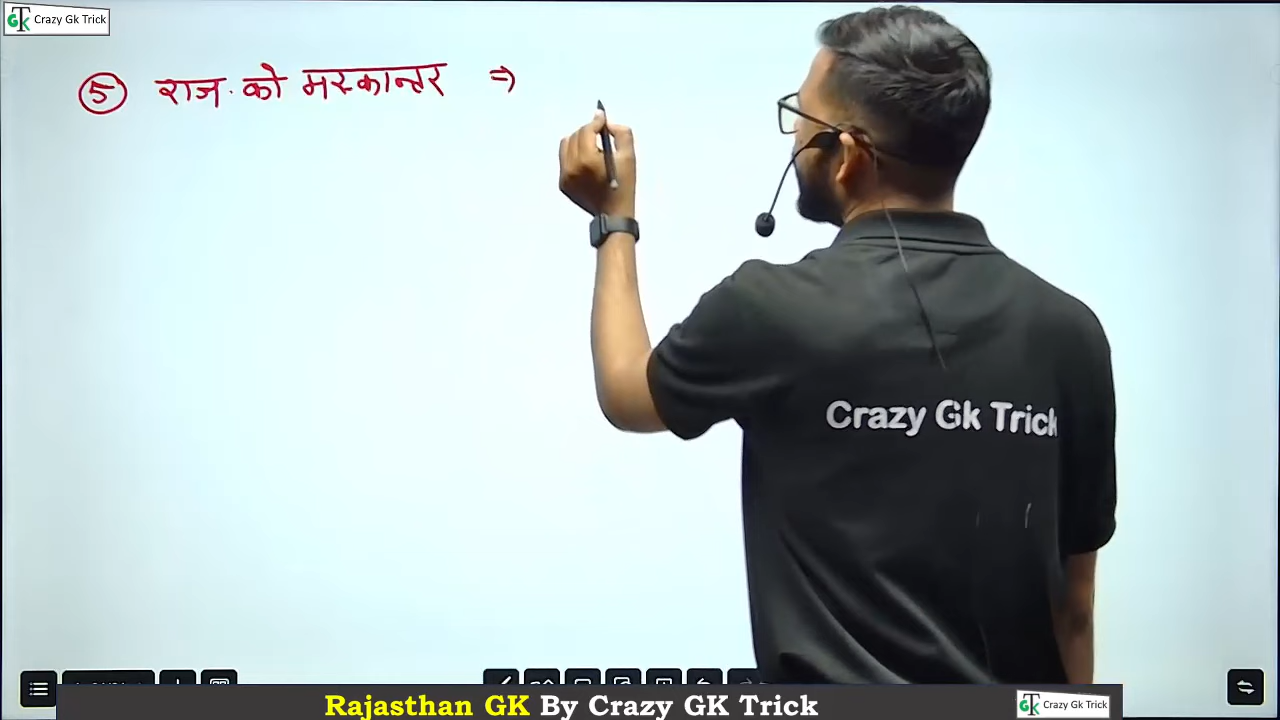 Crazy Gk Trick
5 राज. को मरुकान्तर ⇒
Crazy Gk Trick
Rajasthan GK By Crazy GK Trick
Crazy GK Trick